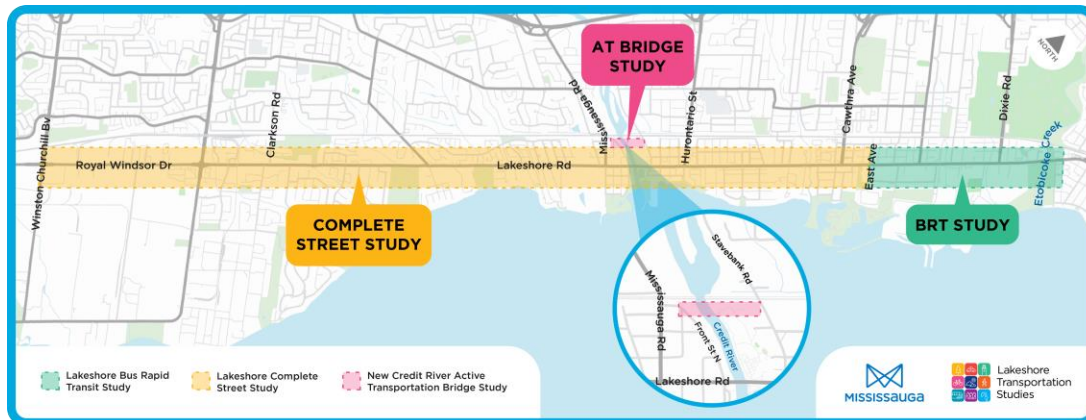 AT BRIDGE
STUDY
NORTH
Winston Churchill Bv
Royal Windsor Dr
Clarkson Rd
Lakeshore Rd
Mississauga Rd
Mississauga Rd
Hurontario St
Cawthra Ave
East Ave
Dixie Rd
Etobicoke Creek
COMPLETE
STREET STUDY
BRT STUDY
Stavebank Rd
Mississauga Rd
Front St N
Credit River
Lakeshore Rd
Lakeshore Bus Rapid
Transit Study
Lakeshore Complete
Street Study
New Credit River Active
Transportation Bridge Study
MISSISSAUGA
Lakeshore
Transportation
Studies